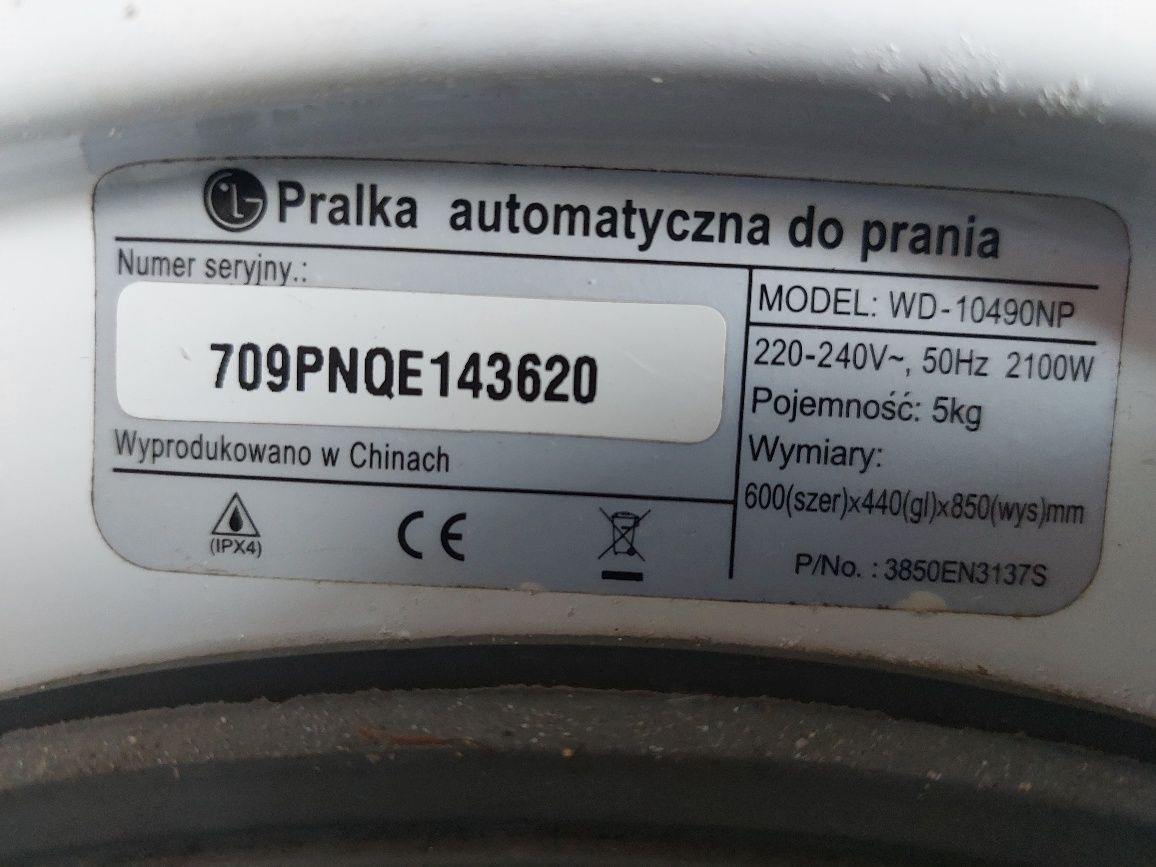 LG Pralka automatyczna do prania
Numer seryjny.:
709PNQE143620
Wyprodukowano w Chinach
(IPX4)
CE
MODEL: WD-10490NP
220-240V~, 50Hz 2100W
Pojemność: 5kg
Wymiary:
600(szer)x440(gl)x850(wys)mm
P/No. : 3850EN3137S